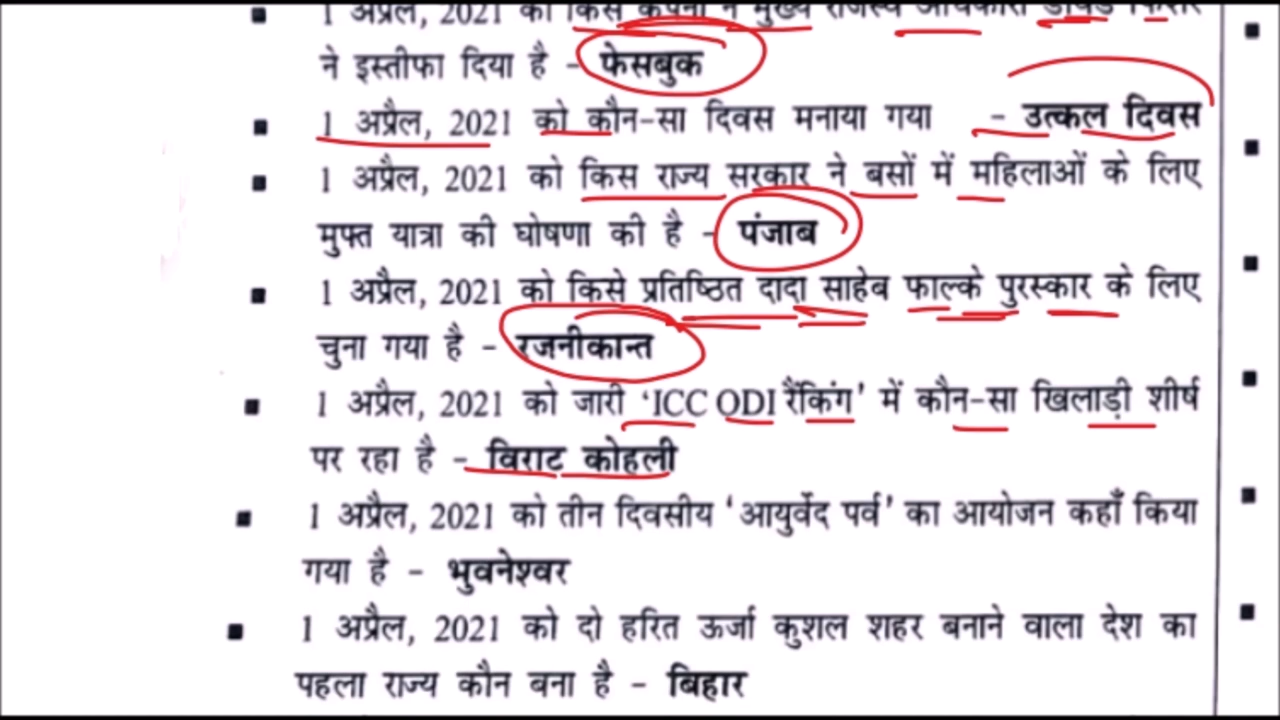 1 अप्रैल, 2021 को किस कंपनी ने मुख्य राजस्व अधिकारी डेविड फिशर
ने इस्तीफा दिया है - फेसबुक
1 अप्रैल, 2021 को कौन-सा दिवस मनाया गया - उत्कल दिवस
1 अप्रैल, 2021 को किस राज्य सरकार ने बसों में महिलाओं के लिए
मुफ्त यात्रा की घोषणा की है - पंजाब
1 अप्रैल, 2021 को किसे प्रतिष्ठित दादा साहेब फाल्के पुरस्कार के लिए
चुना गया है - रजनीकान्त
1 अप्रैल, 2021 को जारी 'ICC ODI रैंकिंग' में कौन-सा खिलाड़ी शीर्ष
पर रहा है - विराट कोहली
1 अप्रैल, 2021 को तीन दिवसीय 'आयुर्वेद पर्व' का आयोजन कहाँ किया
गया है - भुवनेश्वर
1 अप्रैल, 2021 को दो हरित ऊर्जा कुशल शहर बनाने वाला देश का
पहला राज्य कौन बना है - बिहार